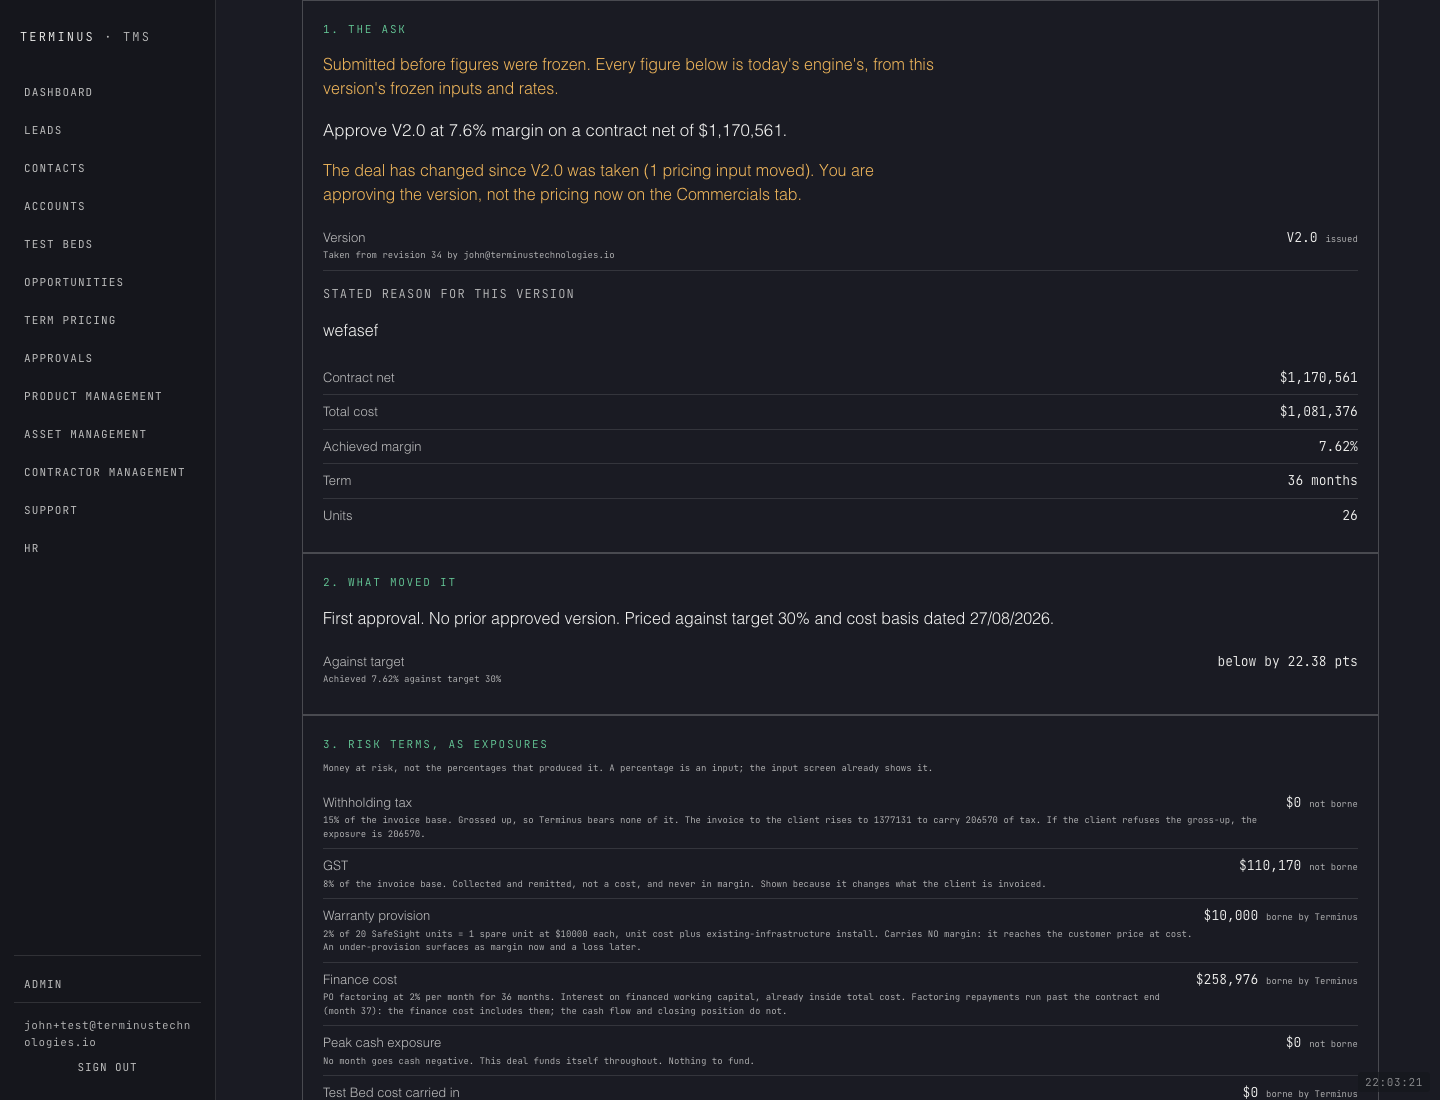 TERMINUS · TMS
DASHBOARD
LEADS
CONTACTS
ACCOUNTS
TEST BEDS
OPPORTUNITIES
TERM PRICING
APPROVALS
PRODUCT MANAGEMENT
ASSET MANAGEMENT
CONTRACTOR MANAGEMENT
SUPPORT
HR
ADMIN
john+test@terminustechn
ologies.io
SIGN OUT
1. THE ASK
Submitted before figures were frozen. Every figure below is today's engine's, from this
version's frozen inputs and rates.
Approve V2.0 at 7.6% margin on a contract net of $1,170,561.
The deal has changed since V2.0 was taken (1 pricing input moved). You are
approving the version, not the pricing now on the Commercials tab.
Version V2.0 issued
Taken from revision 34 by john@terminustechnologies.io
STATED REASON FOR THIS VERSION
wefasef
Contract net $1,170,561
Total cost $1,081,376
Achieved margin 7.62%
Term 36 months
Units 26
2. WHAT MOVED IT
First approval. No prior approved version. Priced against target 30% and cost basis dated 27/08/2026.
Against target below by 22.38 pts
Achieved 7.62% against target 30%
3. RISK TERMS, AS EXPOSURES
Money at risk, not the percentages that produced it. A percentage is an input; the input screen already shows it.
Withholding tax $0 not borne
15% of the invoice base. Grossed up, so Terminus bears none of it. The invoice to the client rises to 1377131 to carry 206570 of tax. If the client refuses the gross-up, the
exposure is 206570.
GST $110,170 not borne
8% of the invoice base. Collected and remitted, not a cost, and never in margin. Shown because it changes what the client is invoiced.
Warranty provision $10,000 borne by Terminus
2% of 20 SafeSight units = 1 spare unit at $10000 each, unit cost plus existing-infrastructure install. Carries NO margin: it reaches the customer price at cost.
An under-provision surfaces as margin now and a loss later.
Finance cost $258,976 borne by Terminus
PO factoring at 2% per month for 36 months. Interest on financed working capital, already inside total cost. Factoring repayments run past the contract end
(month 37): the finance cost includes them; the cash flow and closing position do not.
Peak cash exposure $0 not borne
No month goes cash negative. This deal funds itself throughout. Nothing to fund.
Test Bed cost carried in $0 borne by Terminus
22:03:21